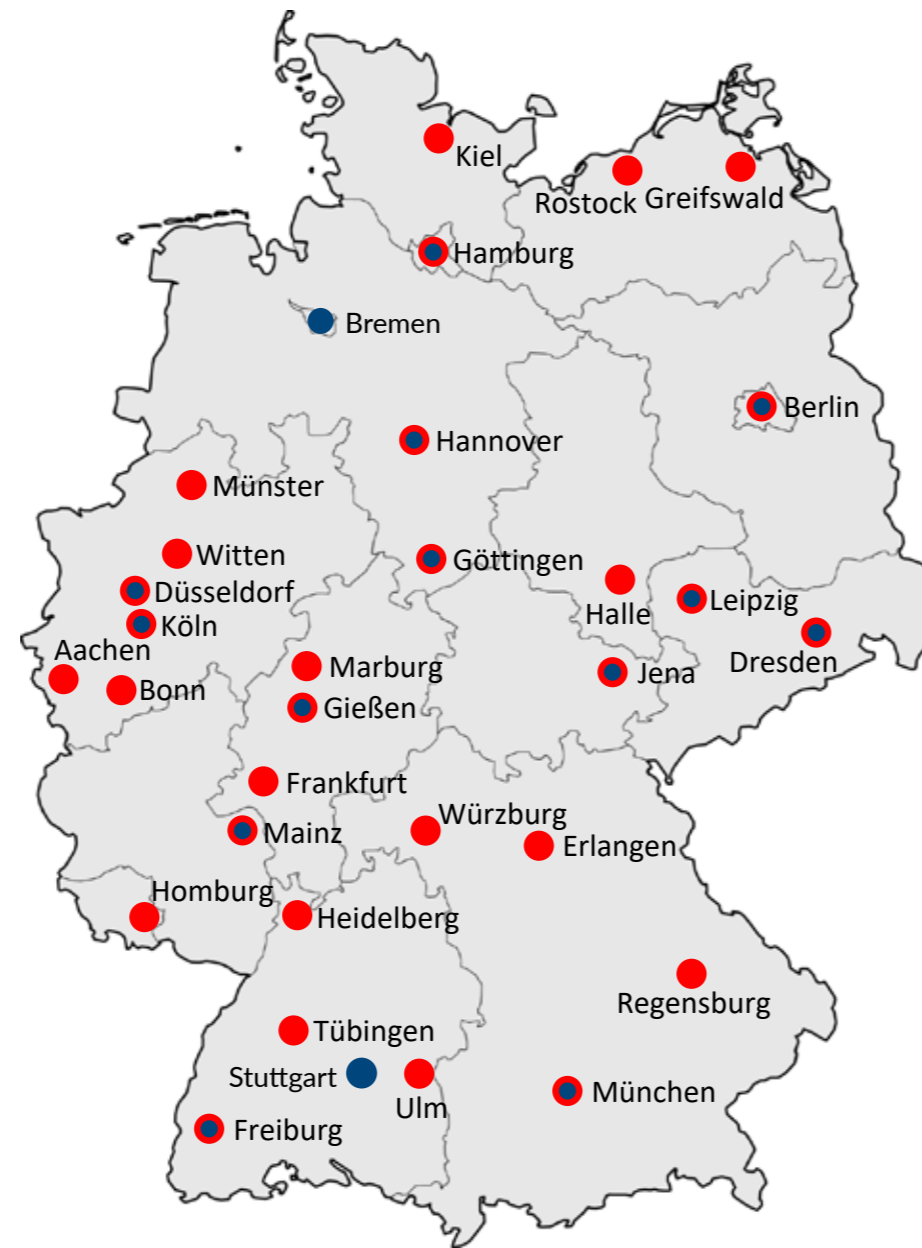 Kiel
Rostock
Greifswald
Hamburg
Bremen
Berlin
Hannover
Münster
Witten
Göttingen
Düsseldorf
Halle
Leipzig
Köln
Aachen
Marburg
Jena
Dresden
Bonn
Gießen
Frankfurt
Würzburg
Mainz
Erlangen
Homburg
Heidelberg
Regensburg
Tübingen
Stuttgart
Ulm
München
Freiburg